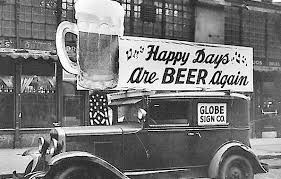 Happy Days
Are BEER Again
GLOBE
SIGN CO.